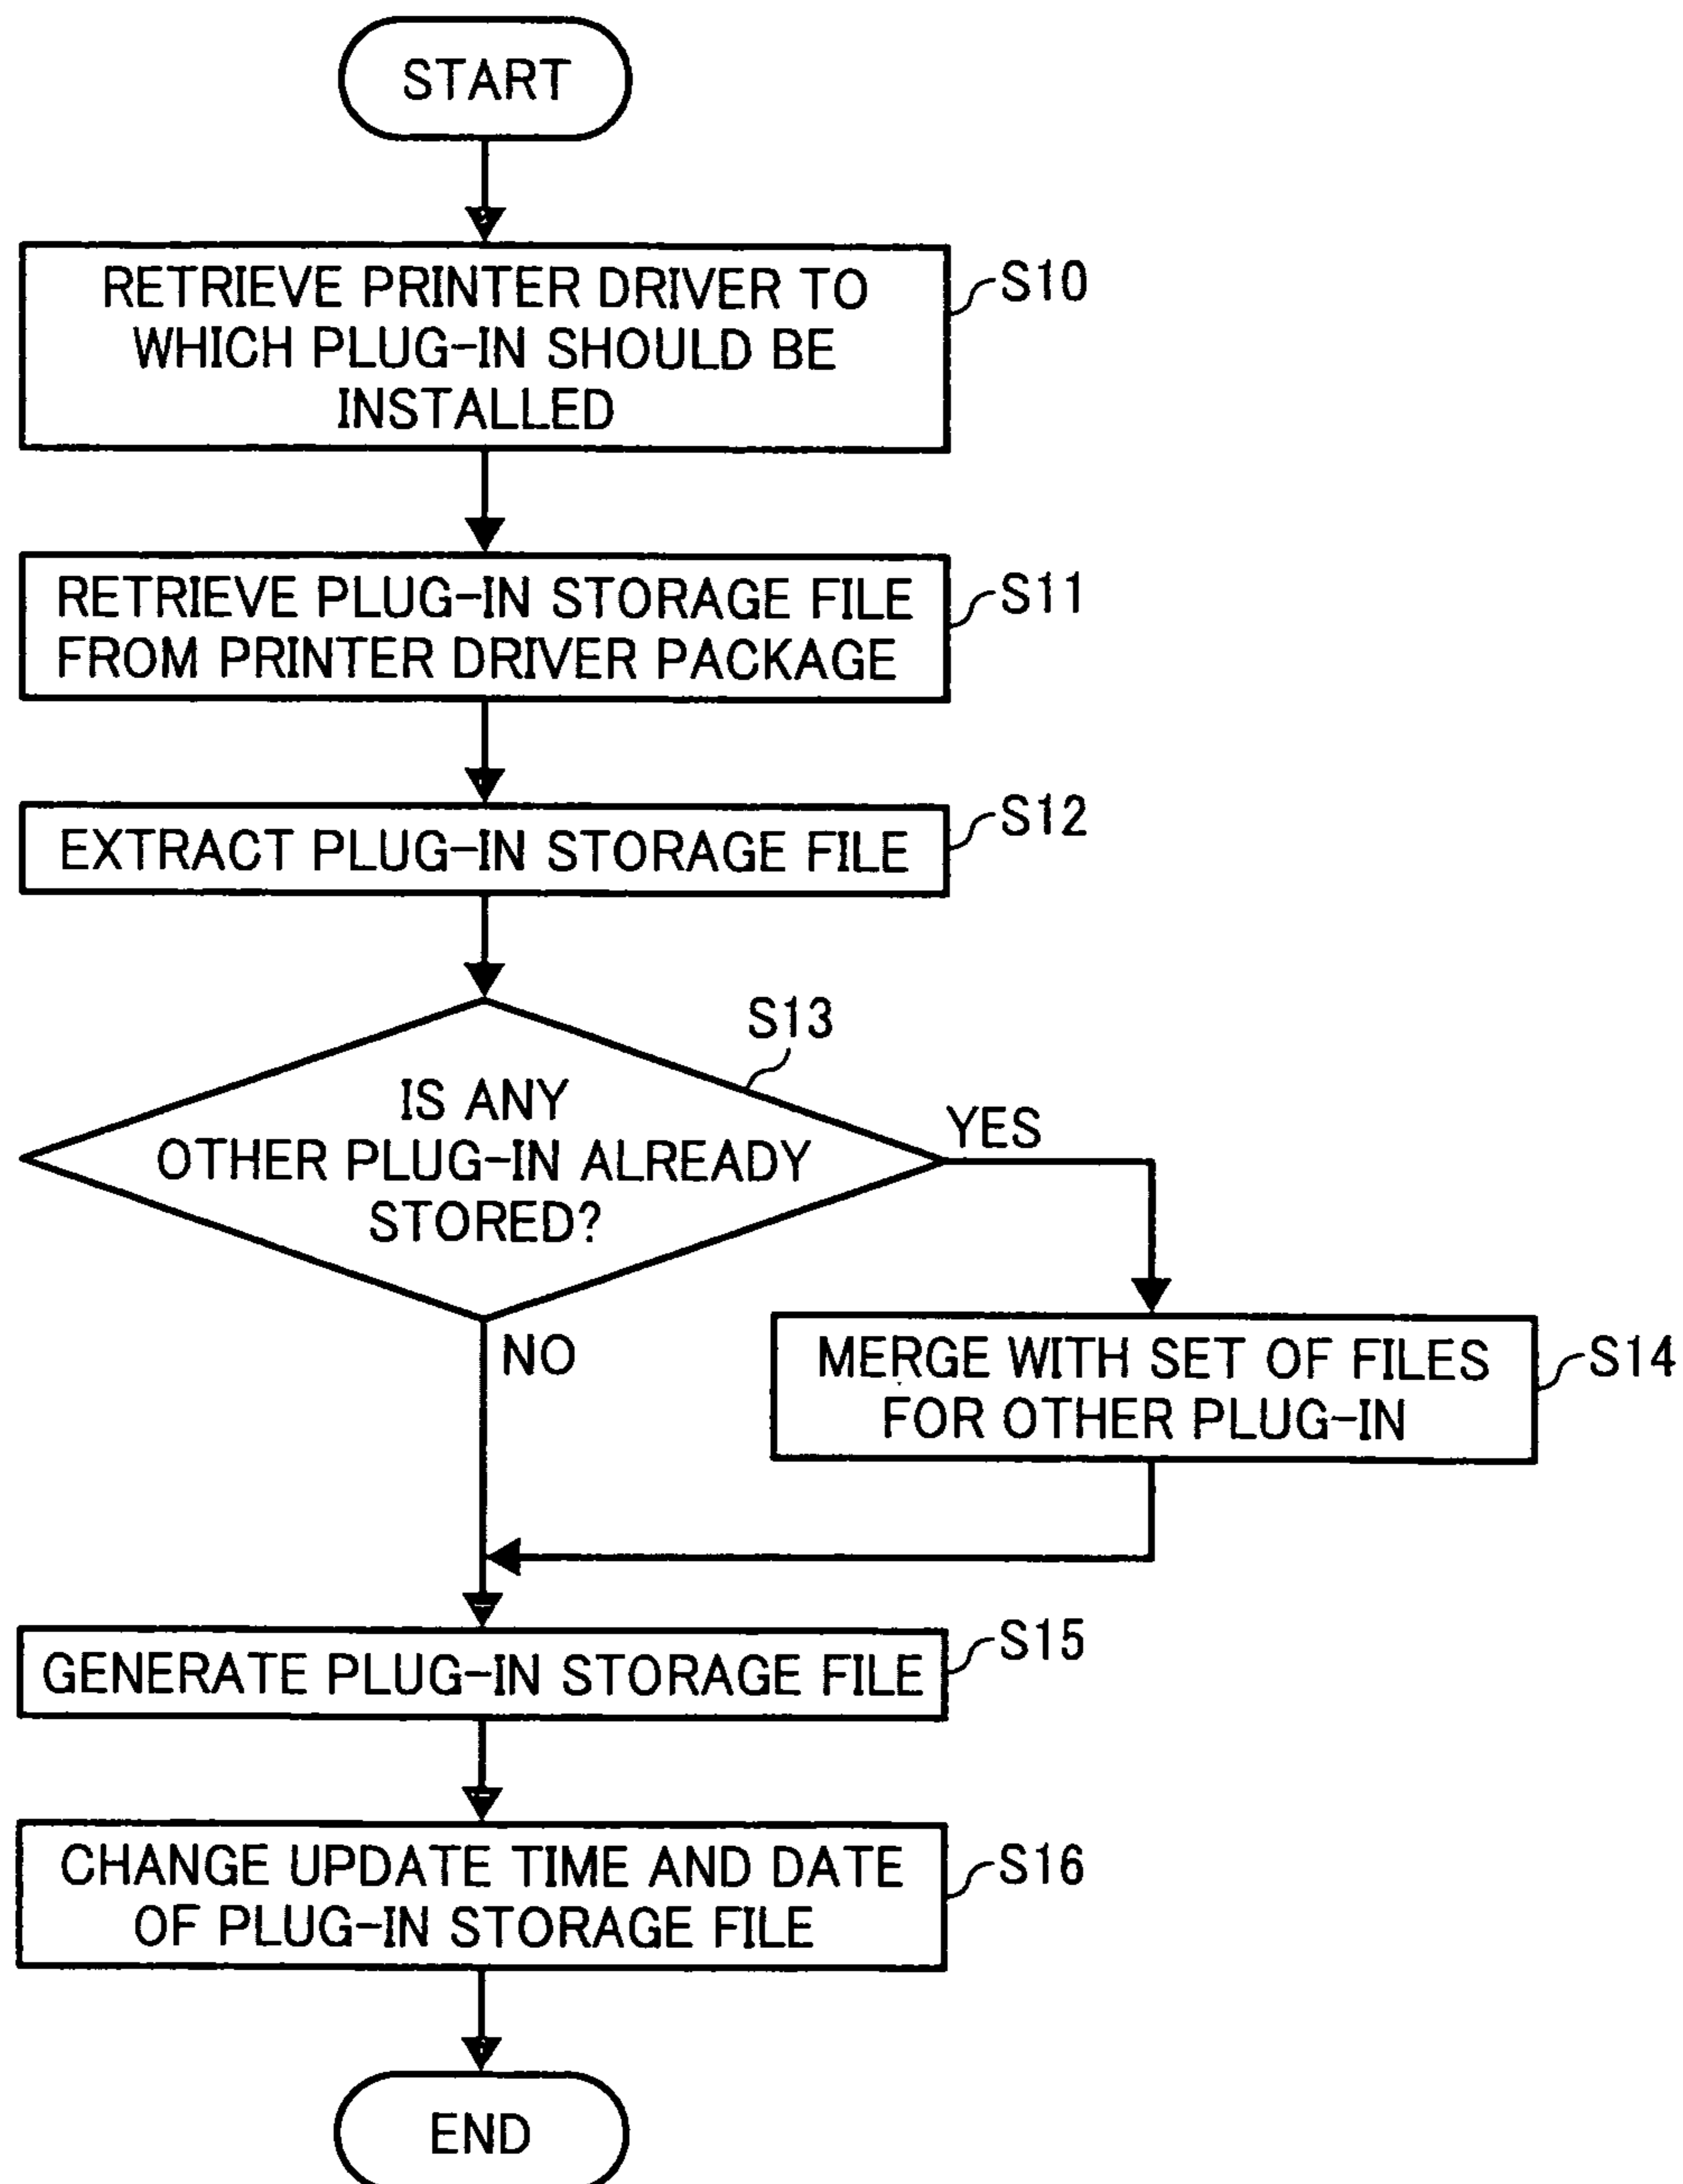 START
RETRIEVE PRINTER DRIVER TO
WHICH PLUG-IN SHOULD BE
INSTALLED
S10
RETRIEVE PLUG-IN STORAGE FILE
FROM PRINTER DRIVER PACKAGE
S11
EXTRACT PLUG-IN STORAGE FILE
S12
S13
IS ANY
OTHER PLUG-IN ALREADY
STORED?
YES
NO
MERGE WITH SET OF FILES
FOR OTHER PLUG-IN
S14
GENERATE PLUG-IN STORAGE FILE
S15
CHANGE UPDATE TIME AND DATE
OF PLUG-IN STORAGE FILE
S16
END